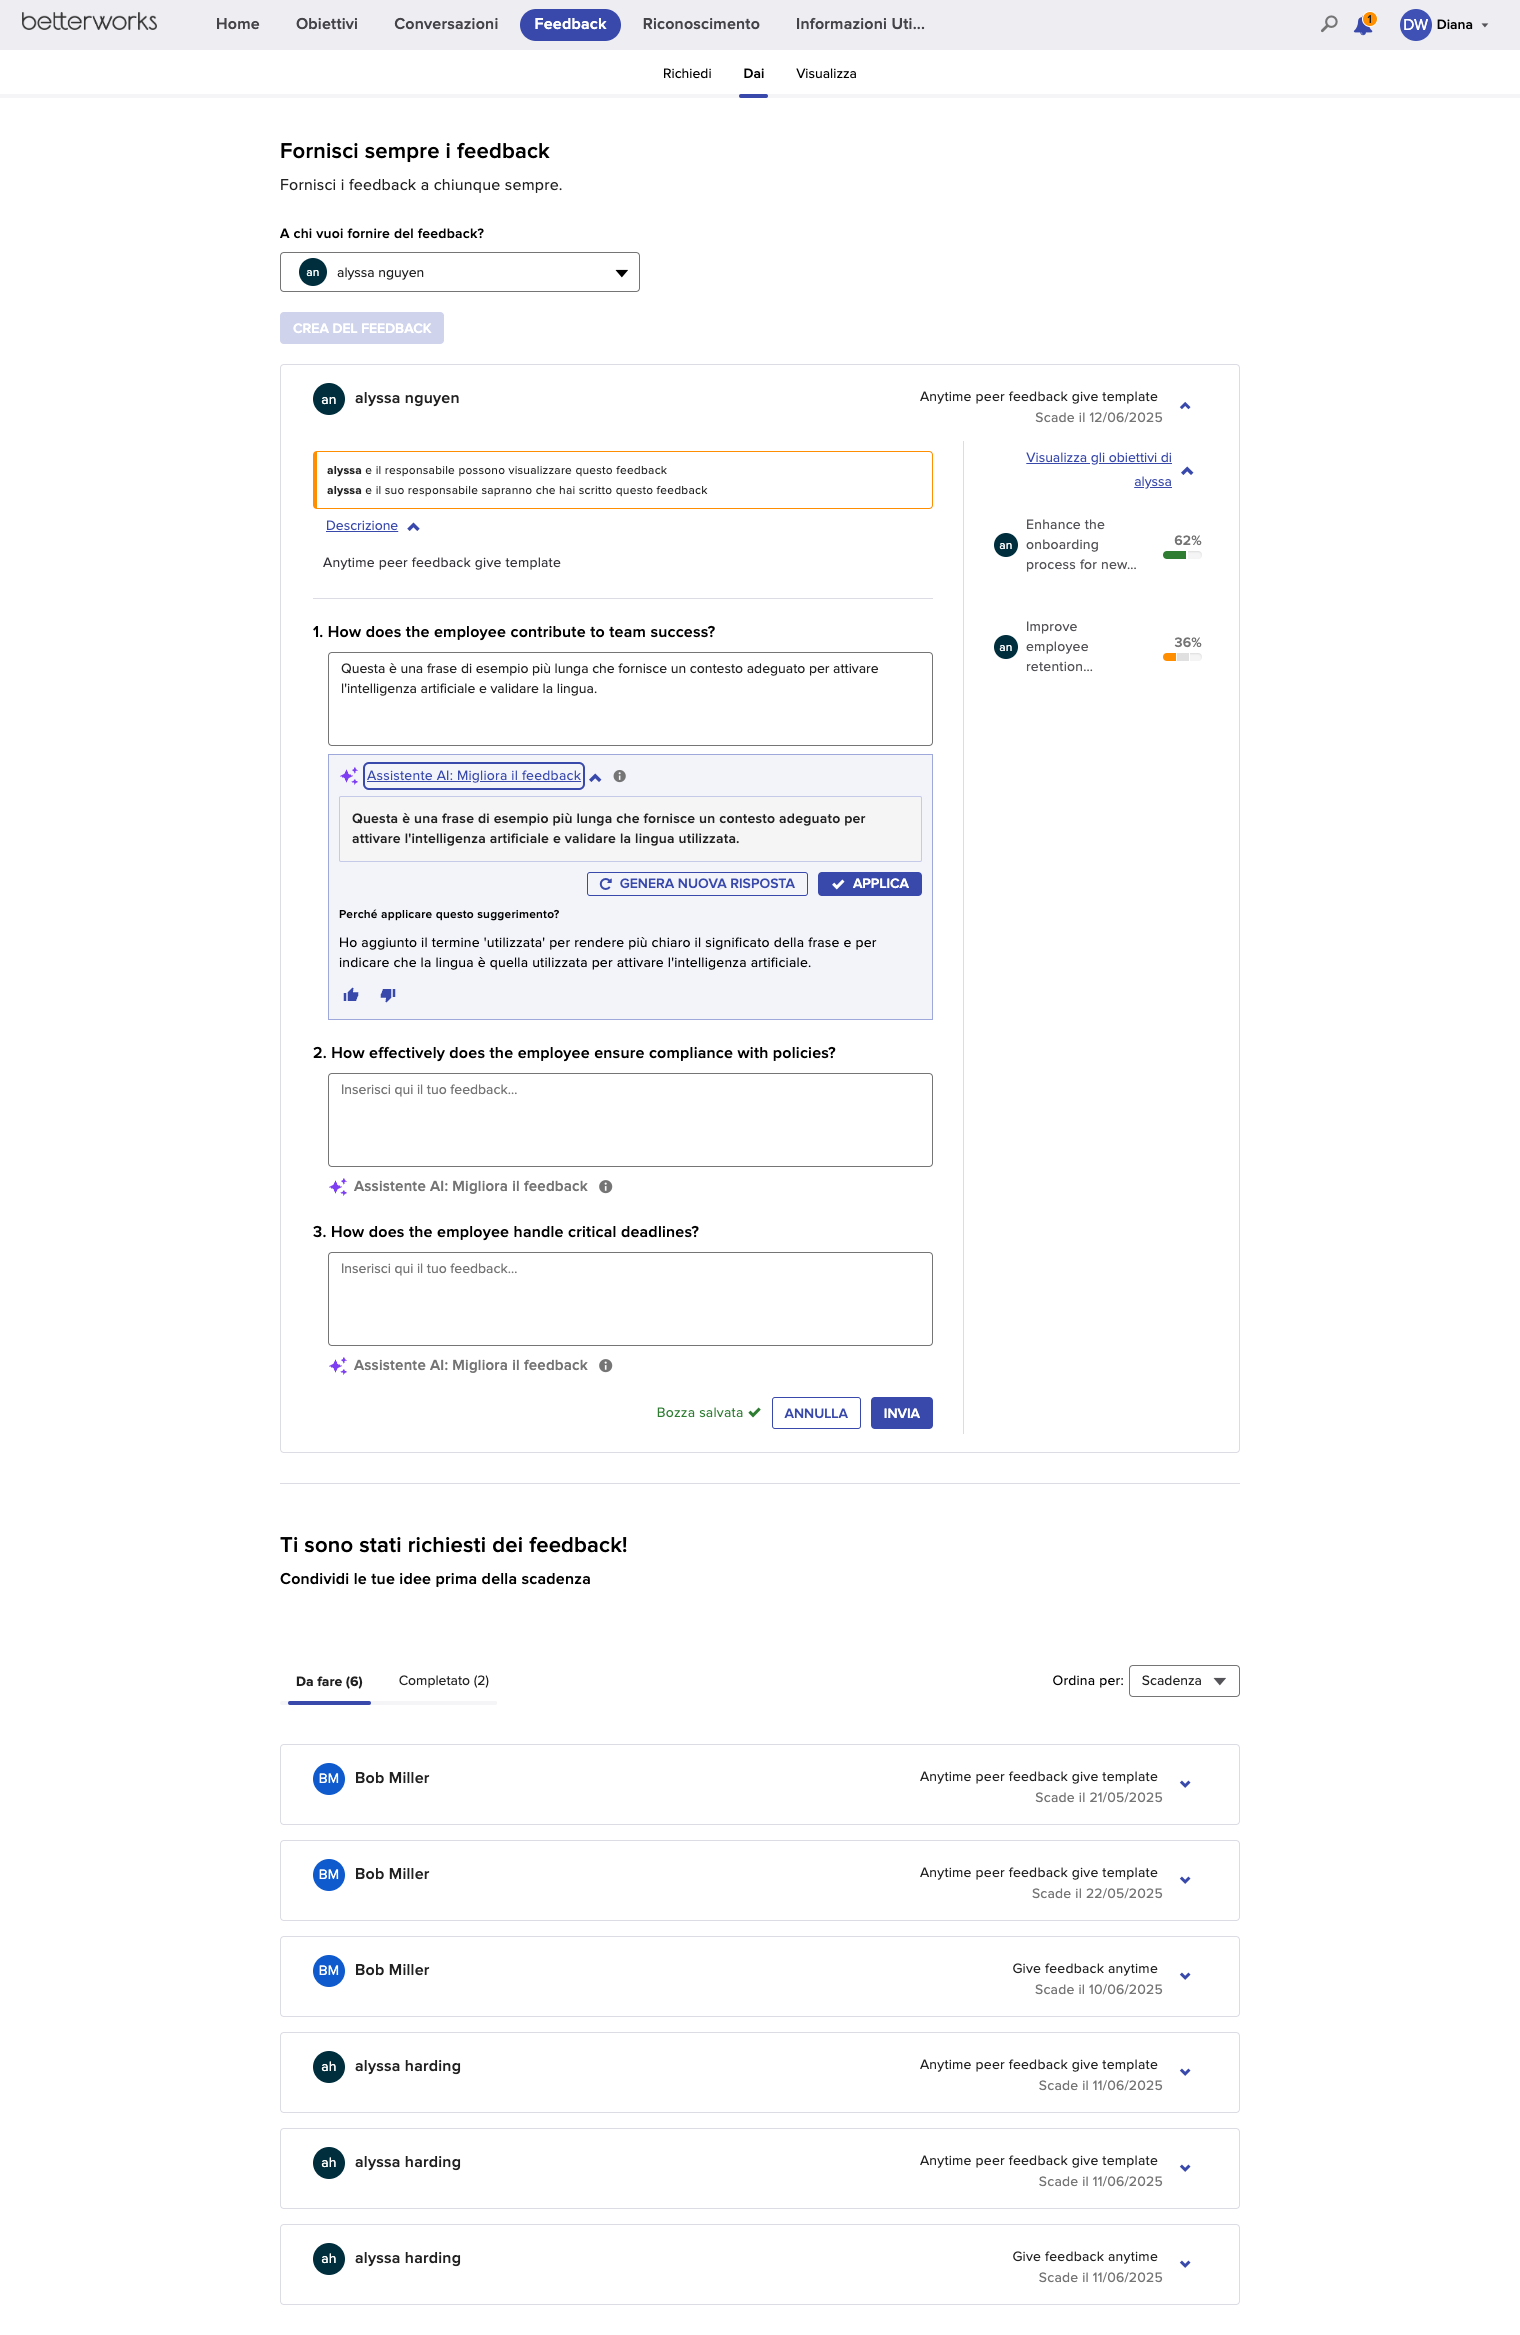 betterworks
Home
Obiettivi
Conversazioni
Feedback
Riconoscimento
Informazioni Uti...
1
DW
Diana
Richiedi
Dai
Visualizza
Fornisci sempre i feedback
Fornisci i feedback a chiunque sempre.
A chi vuoi fornire del feedback?
an
alyssa nguyen
CREA DEL FEEDBACK
an
alyssa nguyen
Anytime peer feedback give template
Scade il 12/06/2025
alyssa e il responsabile possono visualizzare questo feedback
alyssa e il suo responsabile sapranno che hai scritto questo feedback
Descrizione
Anytime peer feedback give template
Visualizza gli obiettivi di
alyssa
an
Enhance the
onboarding
process for new...
62%
an
Improve
employee
retention...
36%
1. How does the employee contribute to team success?
Questa è una frase di esempio più lunga che fornisce un contesto adeguato per attivare
l'intelligenza artificiale e validare la lingua.
Assistente AI: Migliora il feedback
Questa è una frase di esempio più lunga che fornisce un contesto adeguato per
attivare l'intelligenza artificiale e validare la lingua utilizzata.
GENERA NUOVA RISPOSTA
APPLICA
Perché applicare questo suggerimento?
Ho aggiunto il termine 'utilizzata' per rendere più chiaro il significato della frase e per
indicare che la lingua è quella utilizzata per attivare l'intelligenza artificiale.
2. How effectively does the employee ensure compliance with policies?
Inserisci qui il tuo feedback...
Assistente AI: Migliora il feedback
3. How does the employee handle critical deadlines?
Inserisci qui il tuo feedback...
Assistente AI: Migliora il feedback
Bozza salvata
ANNULLA
INVIA
Ti sono stati richiesti dei feedback!
Condividi le tue idee prima della scadenza
Da fare (6)
Completato (2)
Ordina per:
Scadenza
BM
Bob Miller
Anytime peer feedback give template
Scade il 21/05/2025
BM
Bob Miller
Anytime peer feedback give template
Scade il 22/05/2025
BM
Bob Miller
Give feedback anytime
Scade il 10/06/2025
ah
alyssa harding
Anytime peer feedback give template
Scade il 11/06/2025
ah
alyssa harding
Anytime peer feedback give template
Scade il 11/06/2025
ah
alyssa harding
Give feedback anytime
Scade il 11/06/2025